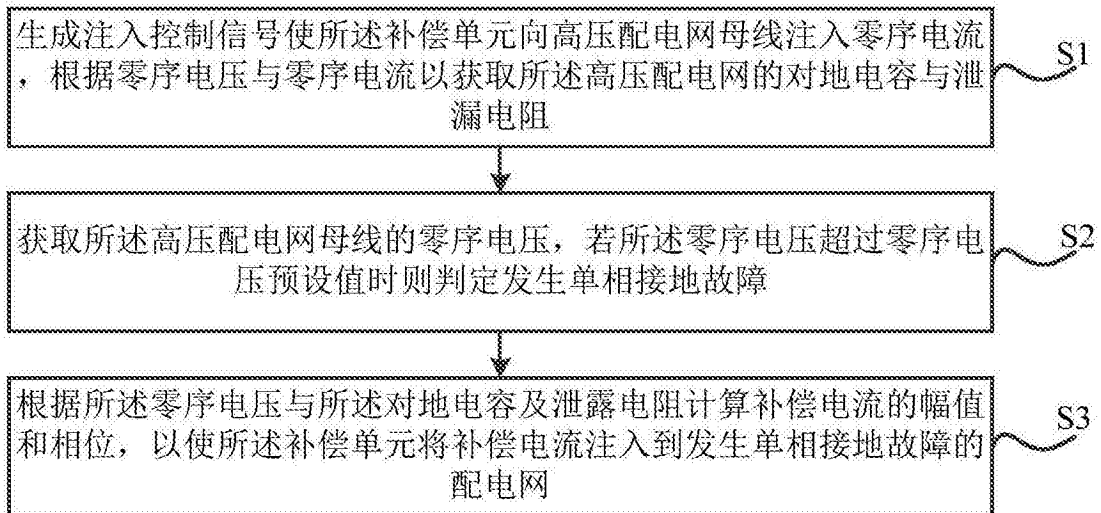 生成注入控制信号使所述补偿单元向高压配电网母线注入零序电流
，根据零序电压与零序电流以获取所述高压配电网的对地电容与泄
漏电阻
S1
获取所述高压配电网母线的零序电压，若所述零序电压超过零序电
压预设值时则判定发生单相接地故障
S2
根据所述零序电压与所述对地电容及泄露电阻计算补偿电流的幅值
和相位，以使所述补偿单元将补偿电流注入到发生单相接地故障的
配电网
S3